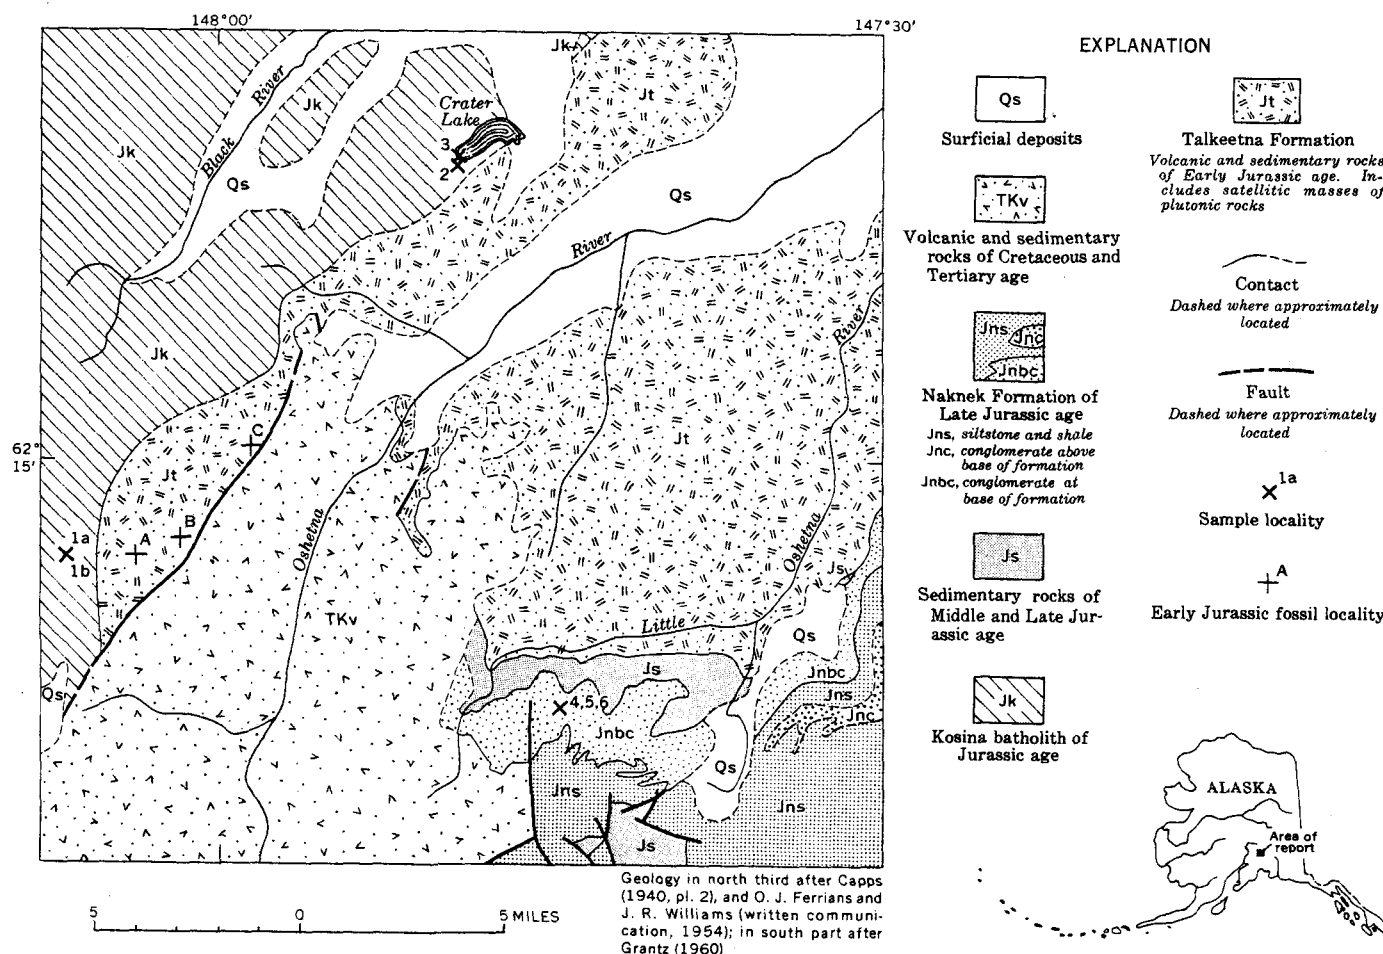 148°00′
147°30′
Jk
Jt
Crater
Lake
3
2
Black
River
Jk
Jk
Qs
Qs
River
River
Jk
C
62°
15′
Jt
Jt
B
A
1a
1b
Oshetna
Oshetna
Js
TKv
Little
Qs
Qs
Js
Jnbc
Jns
Jnc
4,5,6
Jnbc
Qs
Jns
Jns
Js
5
0
5 MILES
Geology in north third after Capps
(1940, pl. 2), and O. J. Ferrians and
J. R. Williams (written communi-
cation, 1954); in south part after
Grantz (1960)
EXPLANATION
Qs
Surficial deposits
TKv
Volcanic and sedimentary
rocks of Cretaceous and
Tertiary age
Jns
Jnc
Jnbc
Naknek Formation of
Late Jurassic age
Jns, siltstone and shale
Jnc, conglomerate above
base of formation
Jnbc, conglomerate at
base of formation
Js
Sedimentary rocks of
Middle and Late Jur-
assic age
Jk
Kosina batholith of
Jurassic age
Jt
Talkeetna Formation
Volcanic and sedimentary rocks
of Early Jurassic age. In-
cludes satellitic masses of
plutonic rocks
Contact
Dashed where approximately
located
Fault
Dashed where approximately
located
1a
Sample locality
A
Early Jurassic fossil locality
ALASKA
Area of
report